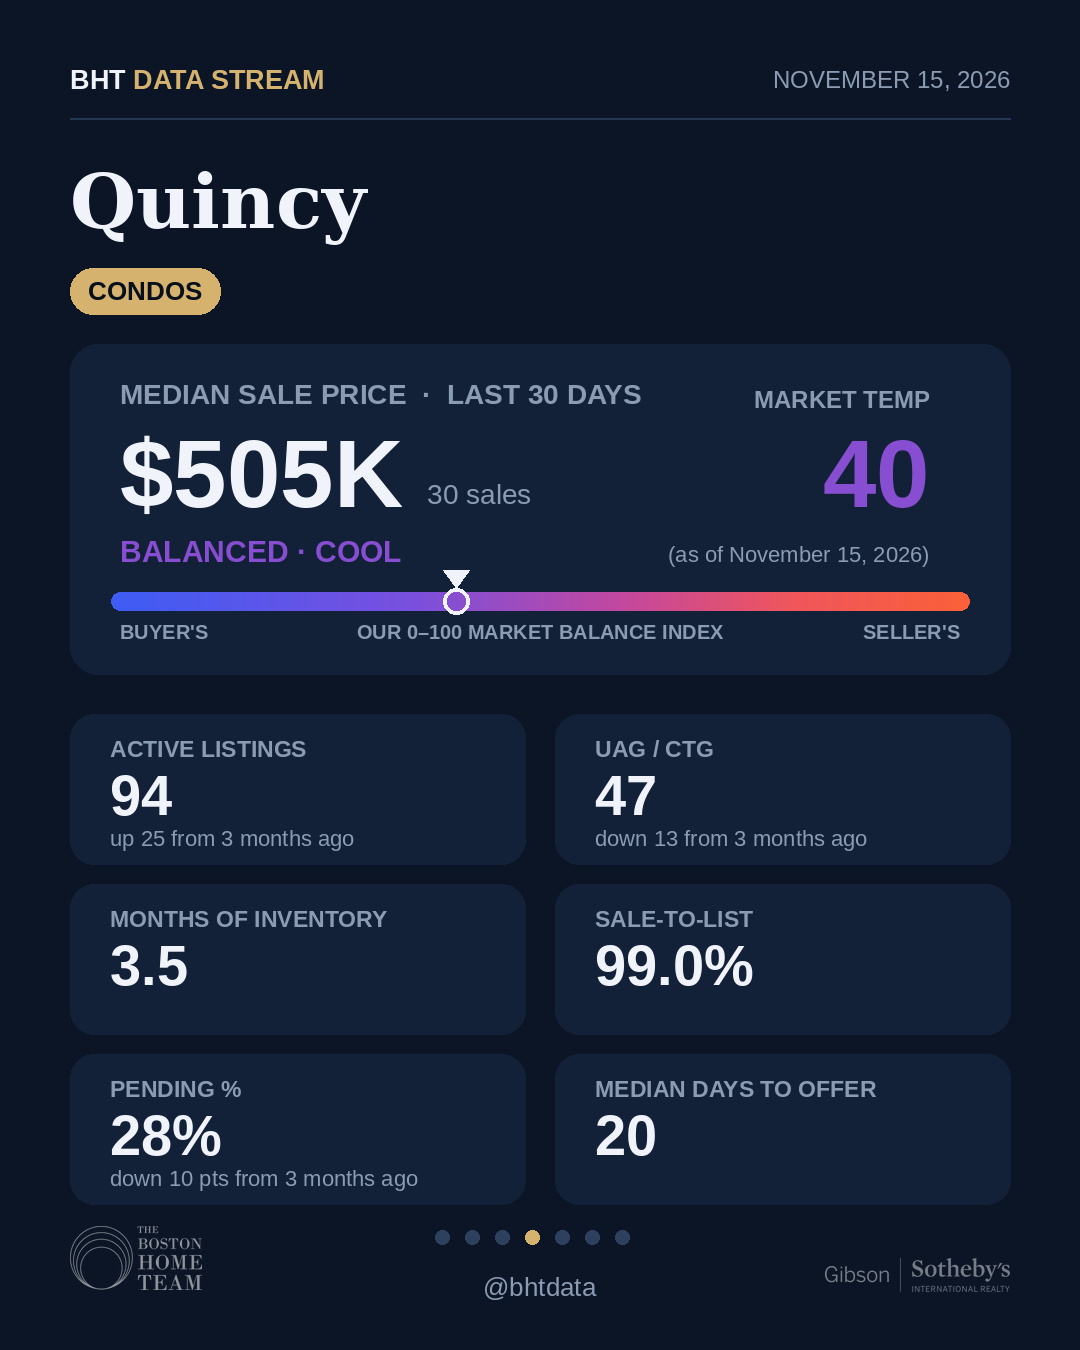 BHT DATA STREAM
NOVEMBER 15, 2026
Quincy
CONDOS
MEDIAN SALE PRICE · LAST 30 DAYS
MARKET TEMP
$505K 30 sales
40
BALANCED · COOL
(as of November 15, 2026)
BUYER'S
OUR 0–100 MARKET BALANCE INDEX
SELLER'S
ACTIVE LISTINGS
94
up 25 from 3 months ago
UAG / CTG
47
down 13 from 3 months ago
MONTHS OF INVENTORY
3.5
SALE-TO-LIST
99.0%
PENDING %
28%
down 10 pts from 3 months ago
MEDIAN DAYS TO OFFER
20
THE
BOSTON
HOME
TEAM
@bhtdata
Gibson
Sotheby's
INTERNATIONAL REALTY